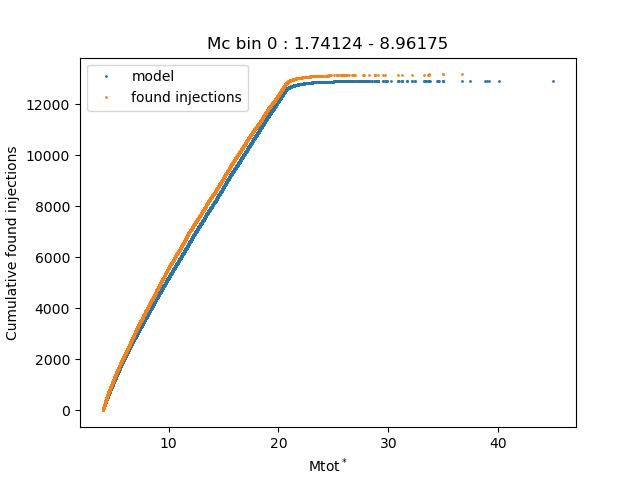 Mc bin 0 : 1.74124 - 8.96175
model
found injections
Cumulative found injections
12000
10000
8000
6000
4000
2000
0
10 20 30 40
Mtot*